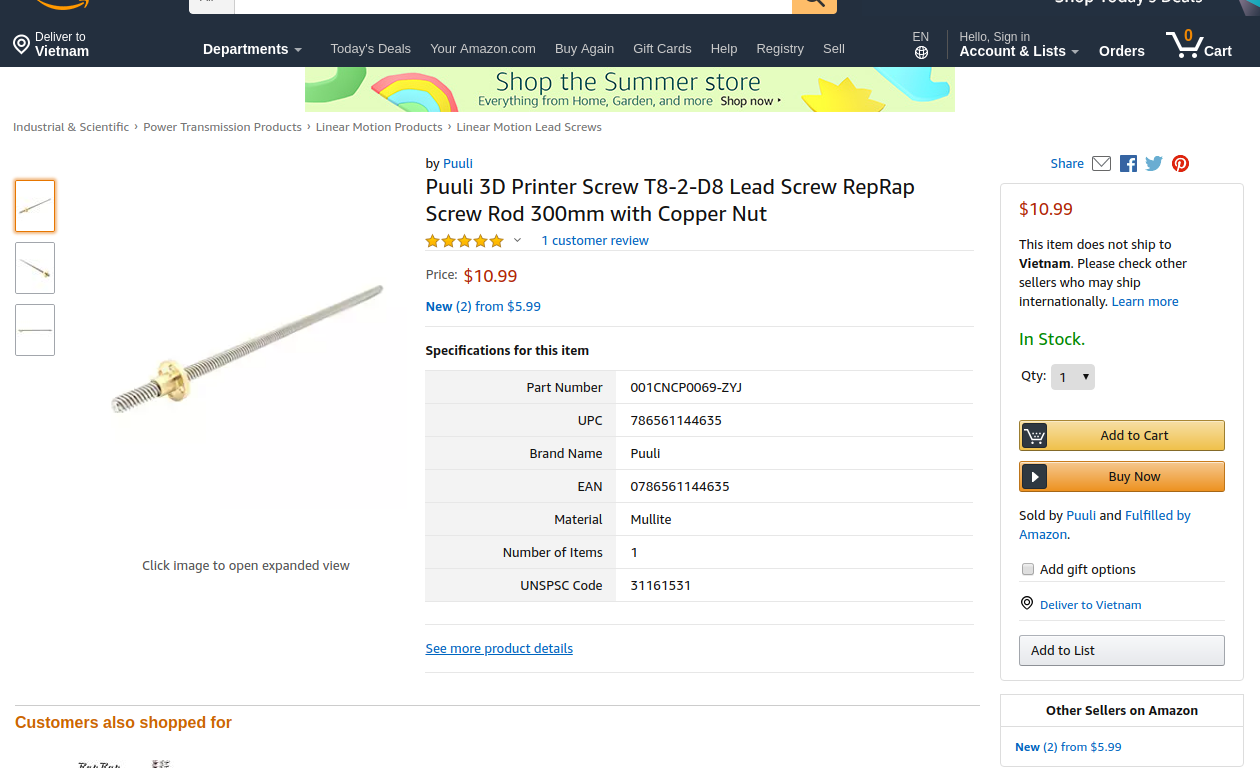 Deliver to
Vietnam
Departments
Today's Deals
Your Amazon.com
Buy Again
Gift Cards
Help
Registry
Sell
EN
Hello, Sign in
Account & Lists
Orders
0
Cart
Shop the Summer store
Everything from Home, Garden, and more Shop now
Industrial & Scientific › Power Transmission Products › Linear Motion Products › Linear Motion Lead Screws
by Puuli
Puuli 3D Printer Screw T8-2-D8 Lead Screw RepRap
Screw Rod 300mm with Copper Nut
1 customer review
Price: $10.99
New (2) from $5.99
Specifications for this item
Part Number 001CNCP0069-ZYJ
UPC 786561144635
Brand Name Puuli
EAN 0786561144635
Material Mullite
Number of Items 1
UNSPSC Code 31161531
See more product details
Click image to open expanded view
Share
$10.99
This item does not ship to
Vietnam. Please check other
sellers who may ship
internationally. Learn more
In Stock.
Qty: 1
Add to Cart
Buy Now
Sold by Puuli and Fulfilled by
Amazon.
Add gift options
Deliver to Vietnam
Add to List
Other Sellers on Amazon
New (2) from $5.99
Customers also shopped for